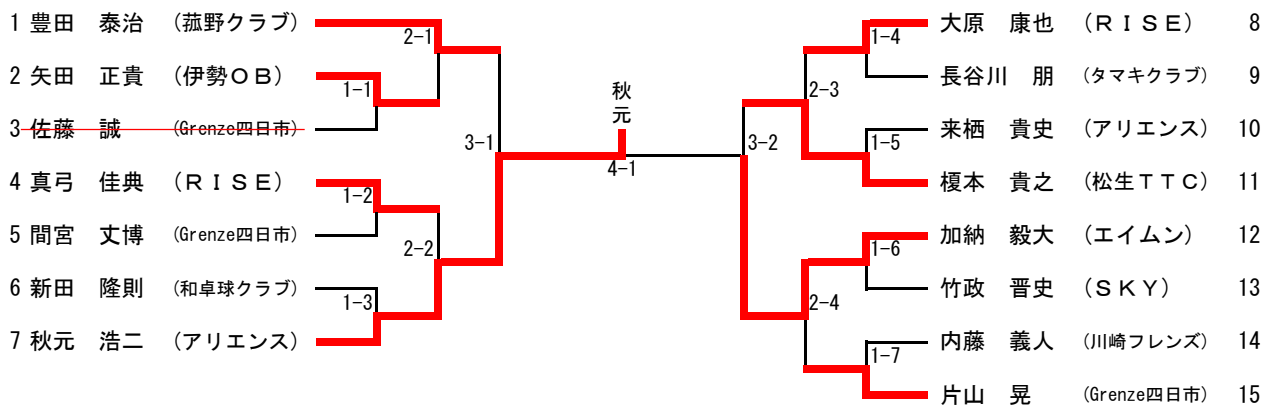 1 豊田 泰治 (菰野クラブ)
2-1
2 矢田 正貴 (伊勢OB)
1-1
3 佐藤 誠 (Grenze四日市)
3-1
4 真弓 佳典 (RISE)
1-2
5 間宮 丈博 (Grenze四日市)
2-2
6 新田 隆則 (和卓球クラブ)
1-3
7 秋元 浩二 (アリエンス)
秋元
4-1
大原 康也 (RISE) 8
1-4
長谷川 朋 (タマキクラブ) 9
2-3
来栖 貴史 (アリエンス) 10
1-5
3-2
榎本 貴之 (松生TTC) 11
加納 毅大 (エイムン) 12
1-6
竹政 晋史 (SKY) 13
2-4
内藤 義人 (川崎フレンズ) 14
1-7
片山 晃 (Grenze四日市) 15